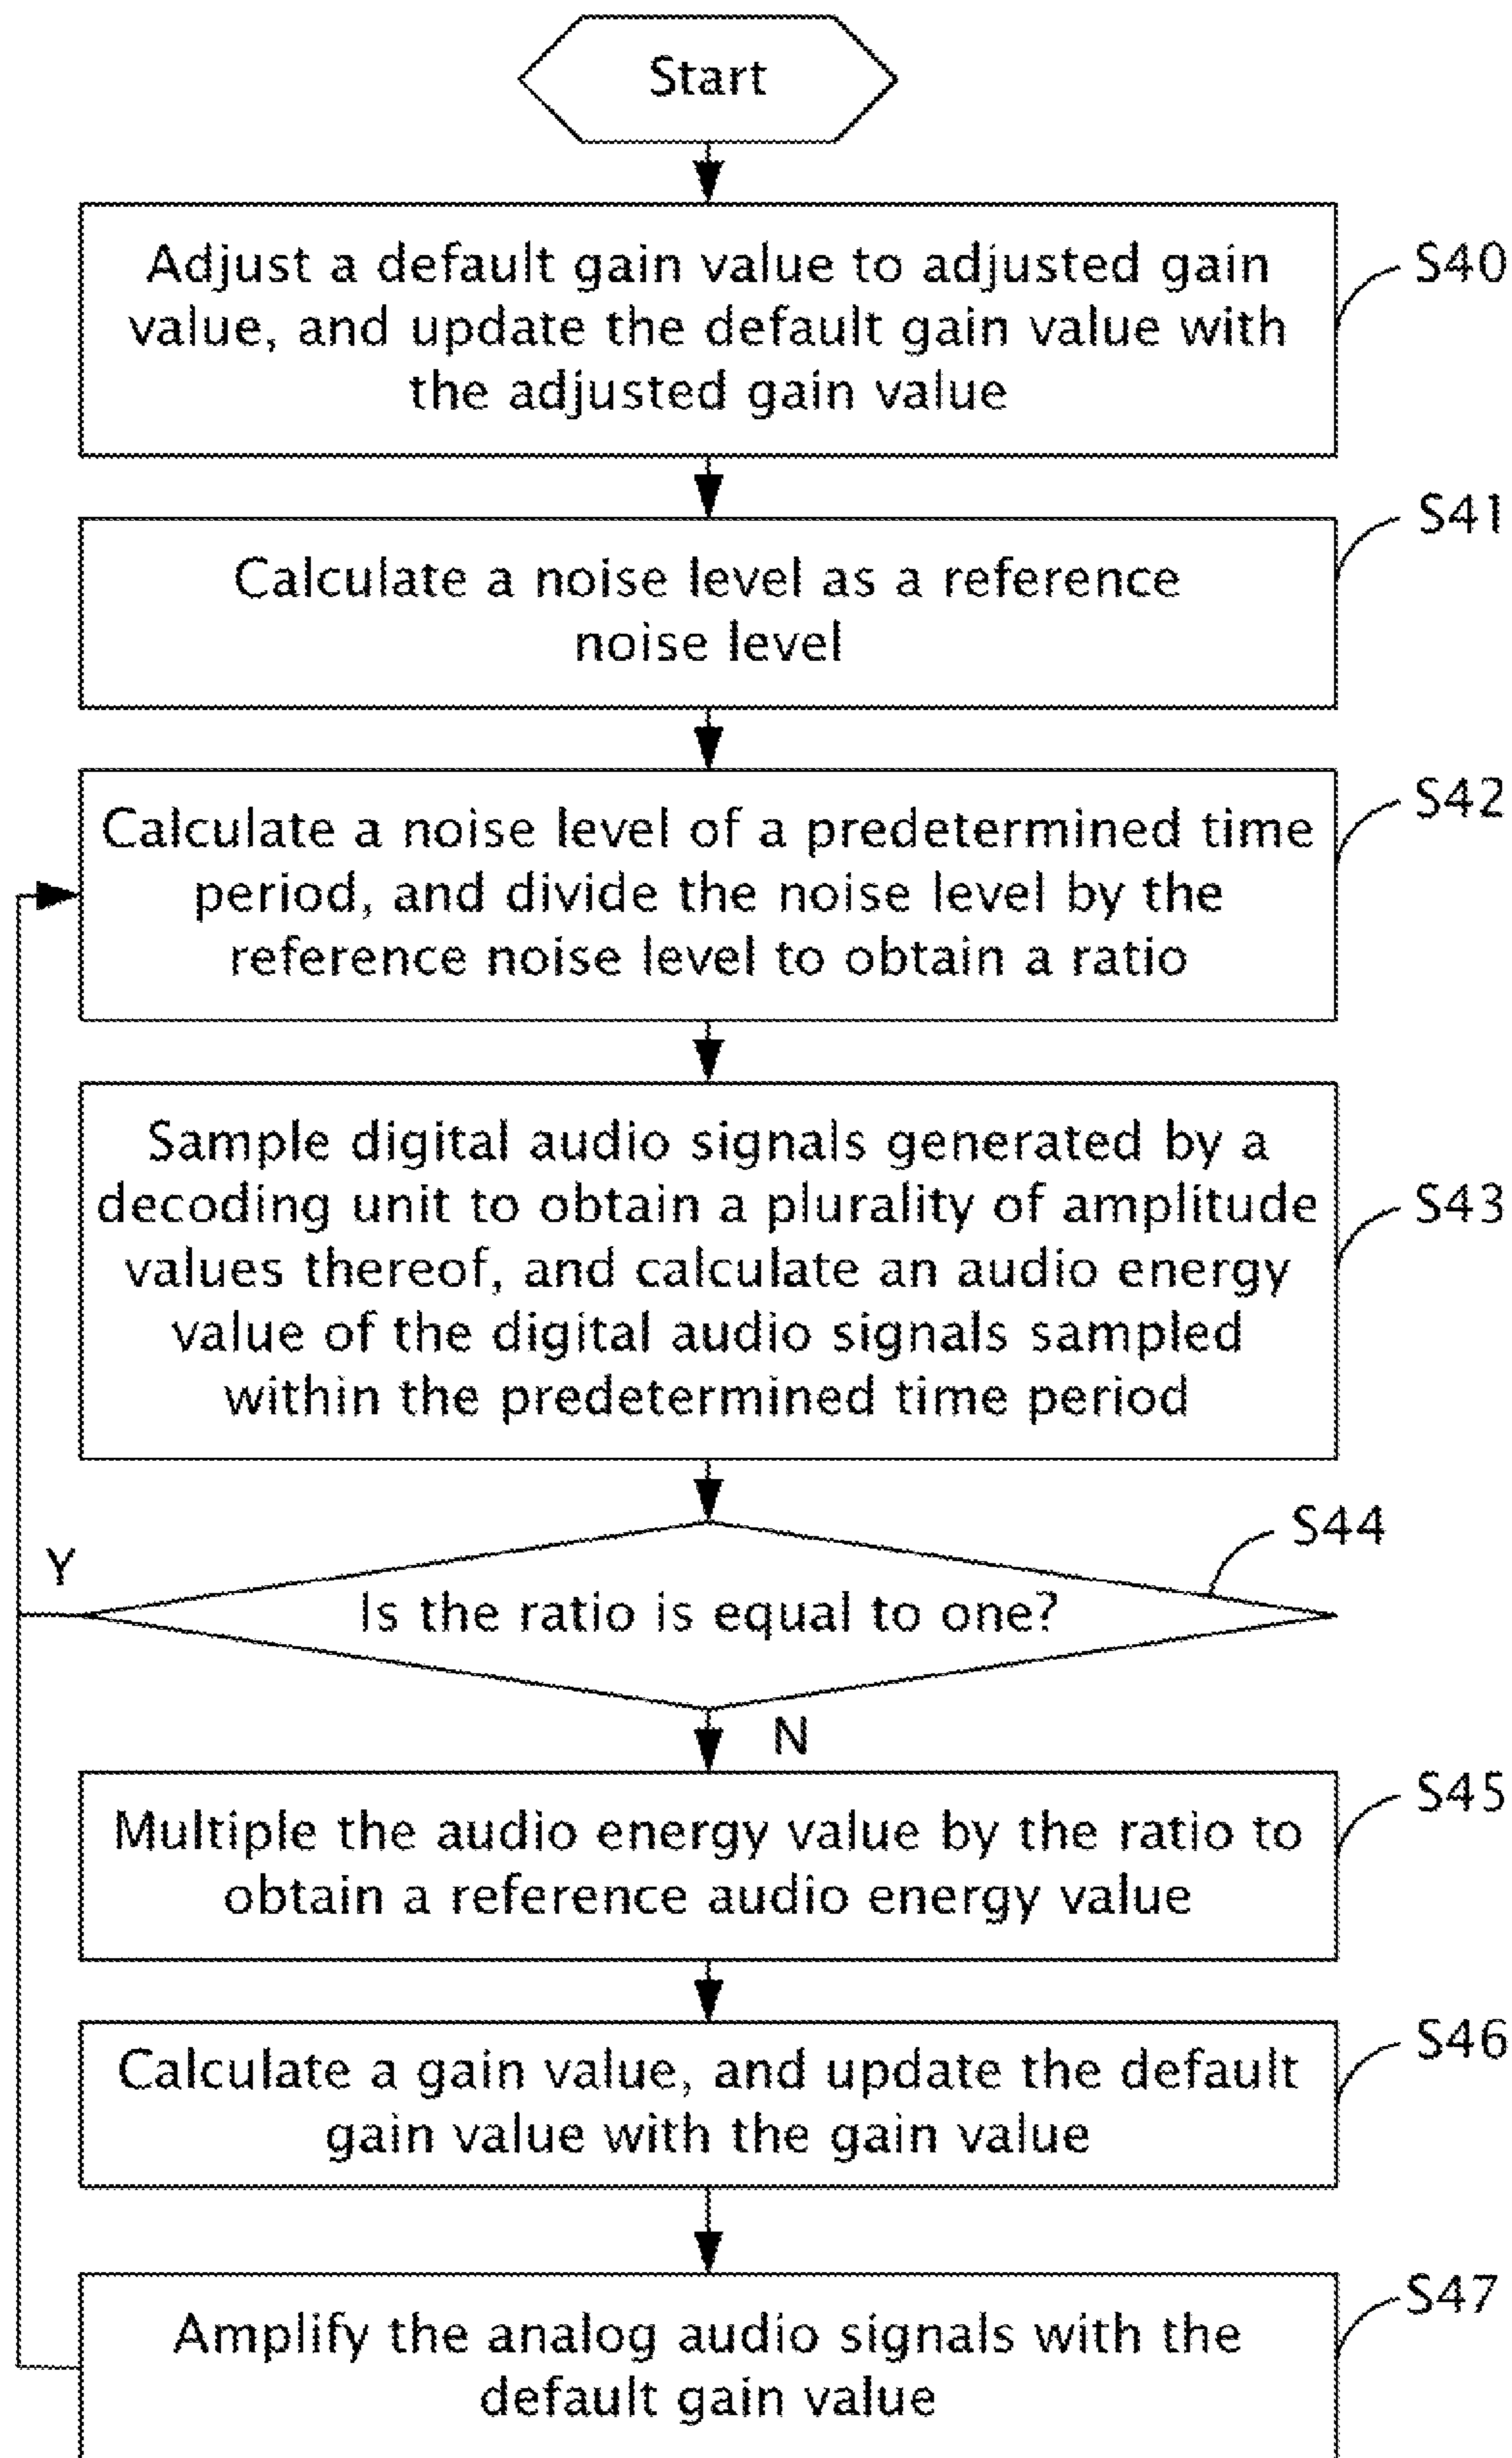 Start
Adjust a default gain value to adjusted gain
value, and update the default gain value with
the adjusted gain value
S40
Calculate a noise level as a reference
noise level
S41
Calculate a noise level of a predetermined time
period, and divide the noise level by the
reference noise level to obtain a ratio
S42
Sample digital audio signals generated by a
decoding unit to obtain a plurality of amplitude
values thereof, and calculate an audio energy
value of the digital audio signals sampled
within the predetermined time period
S43
S44
Y
Is the ratio is equal to one?
N
Multiple the audio energy value by the ratio to
obtain a reference audio energy value
S45
Calculate a gain value, and update the default
gain value with the gain value
S46
Amplify the analog audio signals with the
default gain value
S47